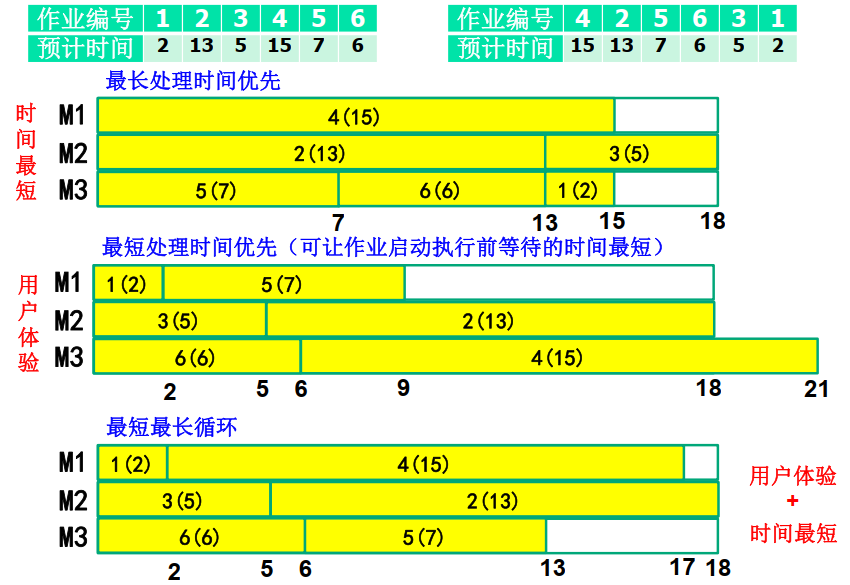 作业编号 1 2 3 4 5 6
预计时间 2 13 5 15 7 6
作业编号 4 2 5 6 3 1
预计时间 15 13 7 6 5 2
最长处理时间优先
时间最短
M1 4(15)
M2 2(13) 3(5)
M3 5(7) 6(6) 1(2)
7 13 15 18
最短处理时间优先（可让作业启动执行前等待的时间最短）
用户体验
M1 1(2) 5(7)
M2 3(5) 2(13)
M3 6(6) 4(15)
2 5 6 9 18 21
最短最长循环
M1 1(2) 4(15)
M2 3(5) 2(13)
M3 6(6) 5(7)
2 5 6 13 17 18
用户体验
+
时间最短